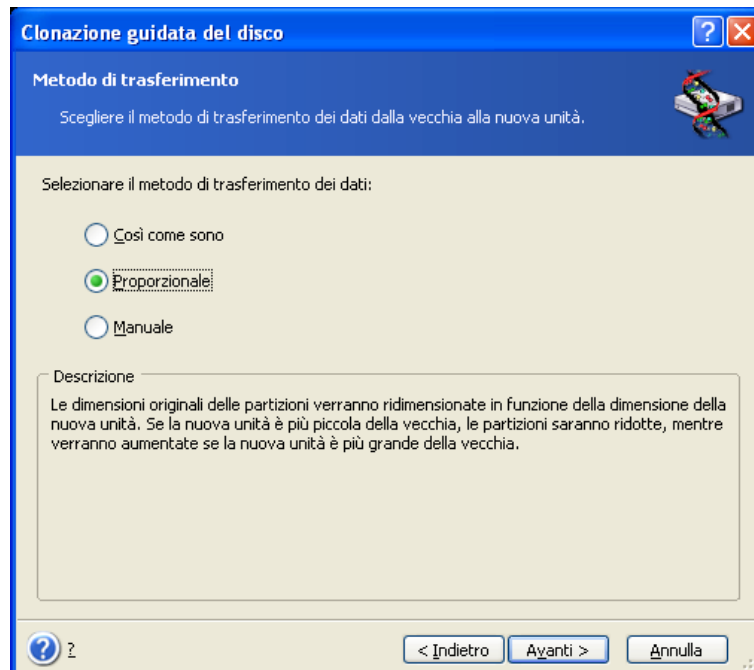 Clonazione guidata del disco
?
Metodo di trasferimento
Scegliere il metodo di trasferimento dei dati dalla vecchia alla nuova unità.
Selezionare il metodo di trasferimento dei dati:
Così come sono
Proporzionale
Manuale
Descrizione
Le dimensioni originali delle partizioni verranno ridimensionate in funzione della dimensione della
nuova unità. Se la nuova unità è più piccola della vecchia, le partizioni saranno ridotte, mentre
verranno aumentate se la nuova unità è più grande della vecchia.
? ?
< Indietro
Avanti >
Annulla